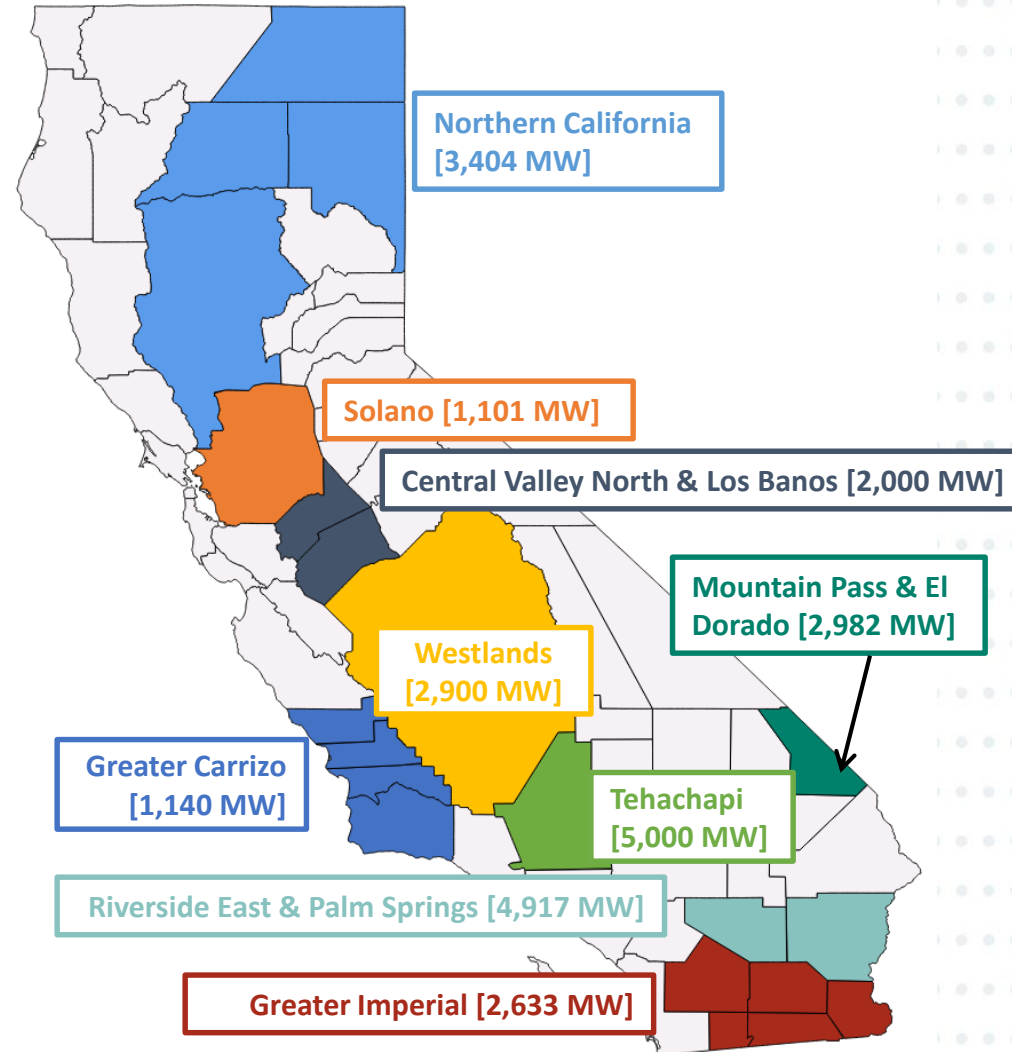 Northern California
[3,404 MW]
Solano [1,101 MW]
Central Valley North & Los Banos [2,000 MW]
Mountain Pass & El
Dorado [2,982 MW]
Westlands
[2,900 MW]
Greater Carrizo
[1,140 MW]
Tehachapi
[5,000 MW]
Riverside East & Palm Springs [4,917 MW]
Greater Imperial [2,633 MW]